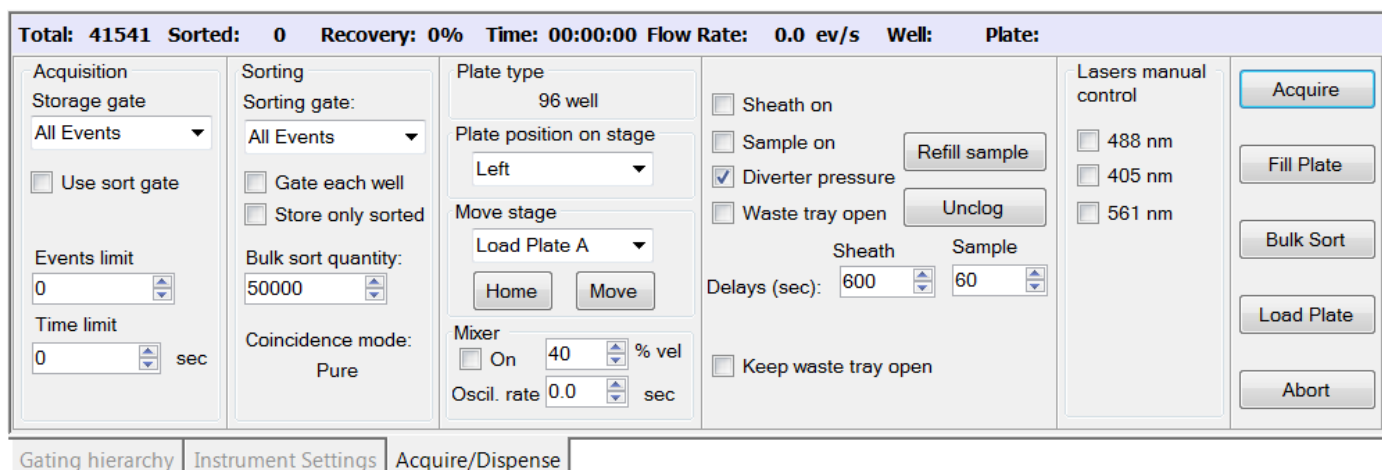 Total: 41541 Sorted: 0 Recovery: 0% Time: 00:00:00 Flow Rate: 0.0 ev/s Well: Plate:
Acquisition
Storage gate
All Events
Use sort gate
Events limit
0
Time limit
0 sec
Sorting
Sorting gate:
All Events
Gate each well
Store only sorted
Bulk sort quantity:
50000
Coincidence mode:
Pure
Plate type
96 well
Plate position on stage
Left
Move stage
Load Plate A
Home Move
Mixer
On 40 % vel
Oscil. rate 0.0 sec
Sheath on
Sample on
Refill sample
Diverter pressure
Waste tray open Unclog
Sheath Sample
Delays (sec): 600 60
Keep waste tray open
Lasers manual
control
488 nm
405 nm
561 nm
Acquire
Fill Plate
Bulk Sort
Load Plate
Abort
Gating hierarchy Instrument Settings Acquire/Dispense